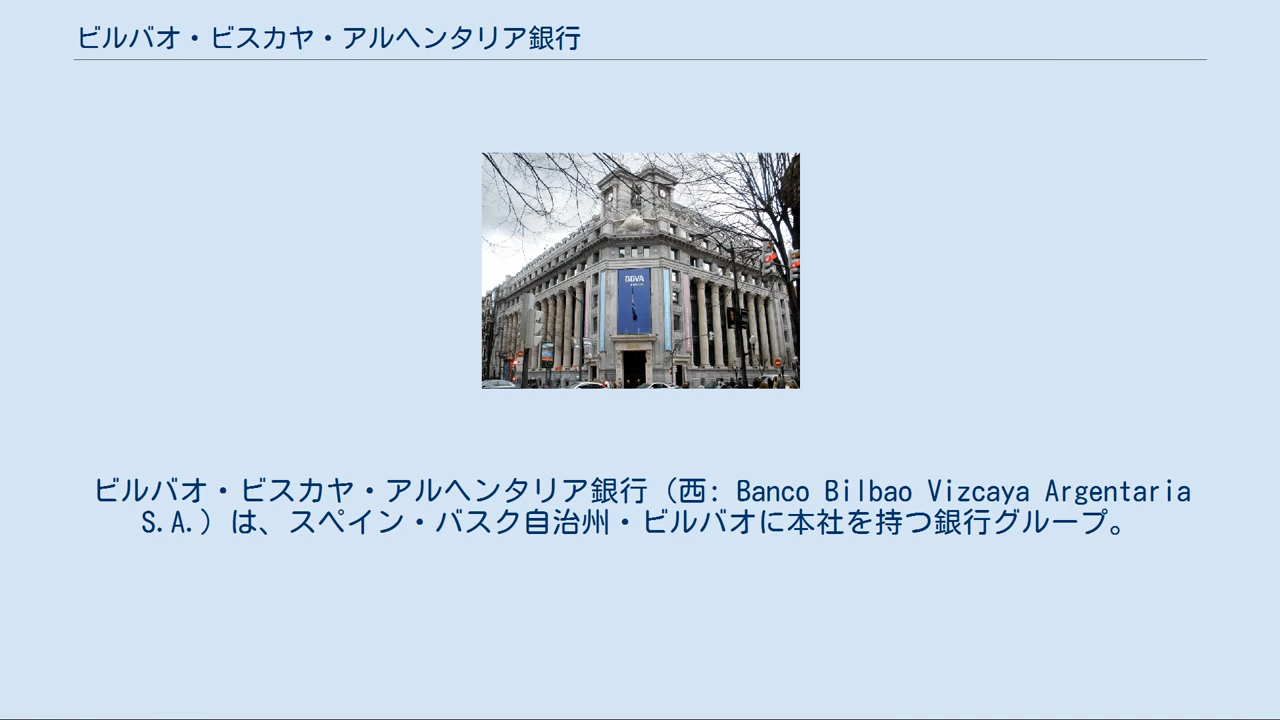 ビルバオ・ビスカヤ・アルヘンタリア銀行
BBVA
ビルバオ・ビスカヤ・アルヘンタリア銀行（西: Banco Bilbao Vizcaya Argentaria
S.A.）は、スペイン・バスク自治州・ビルバオに本社を持つ銀行グループ。